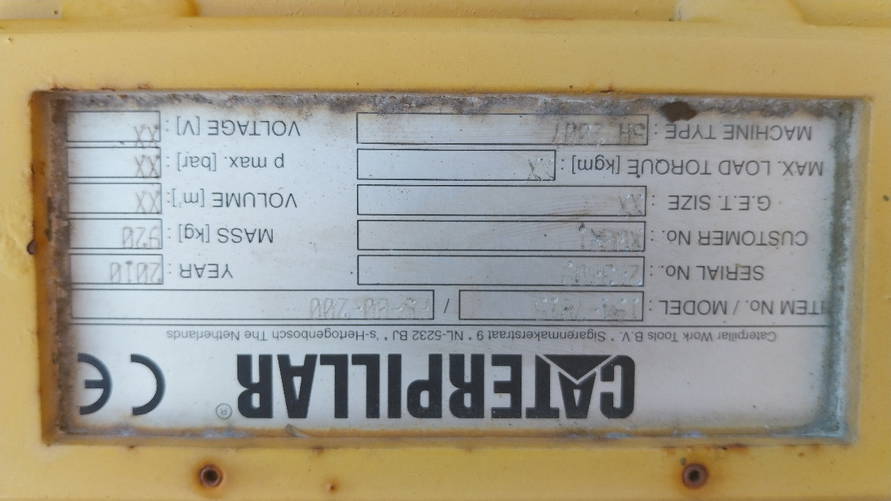 CATERPILLAR® CE
Caterpillar Work Tools B.V. * Sigarenmakerstraat 9 * NL-5232 BJ * 's-Hertogenbosch The Netherlands
ITEM No. / MODEL : /
SERIAL No. : YEAR : 2010
CUSTOMER No. : MASS [kg] : 920
G.E.T. SIZE : XX VOLUME [m³] : XX
MAX. LOAD TORQUE [kgm] : XX p max. [bar] : XX
MACHINE TYPE : VOLTAGE [V] : XX